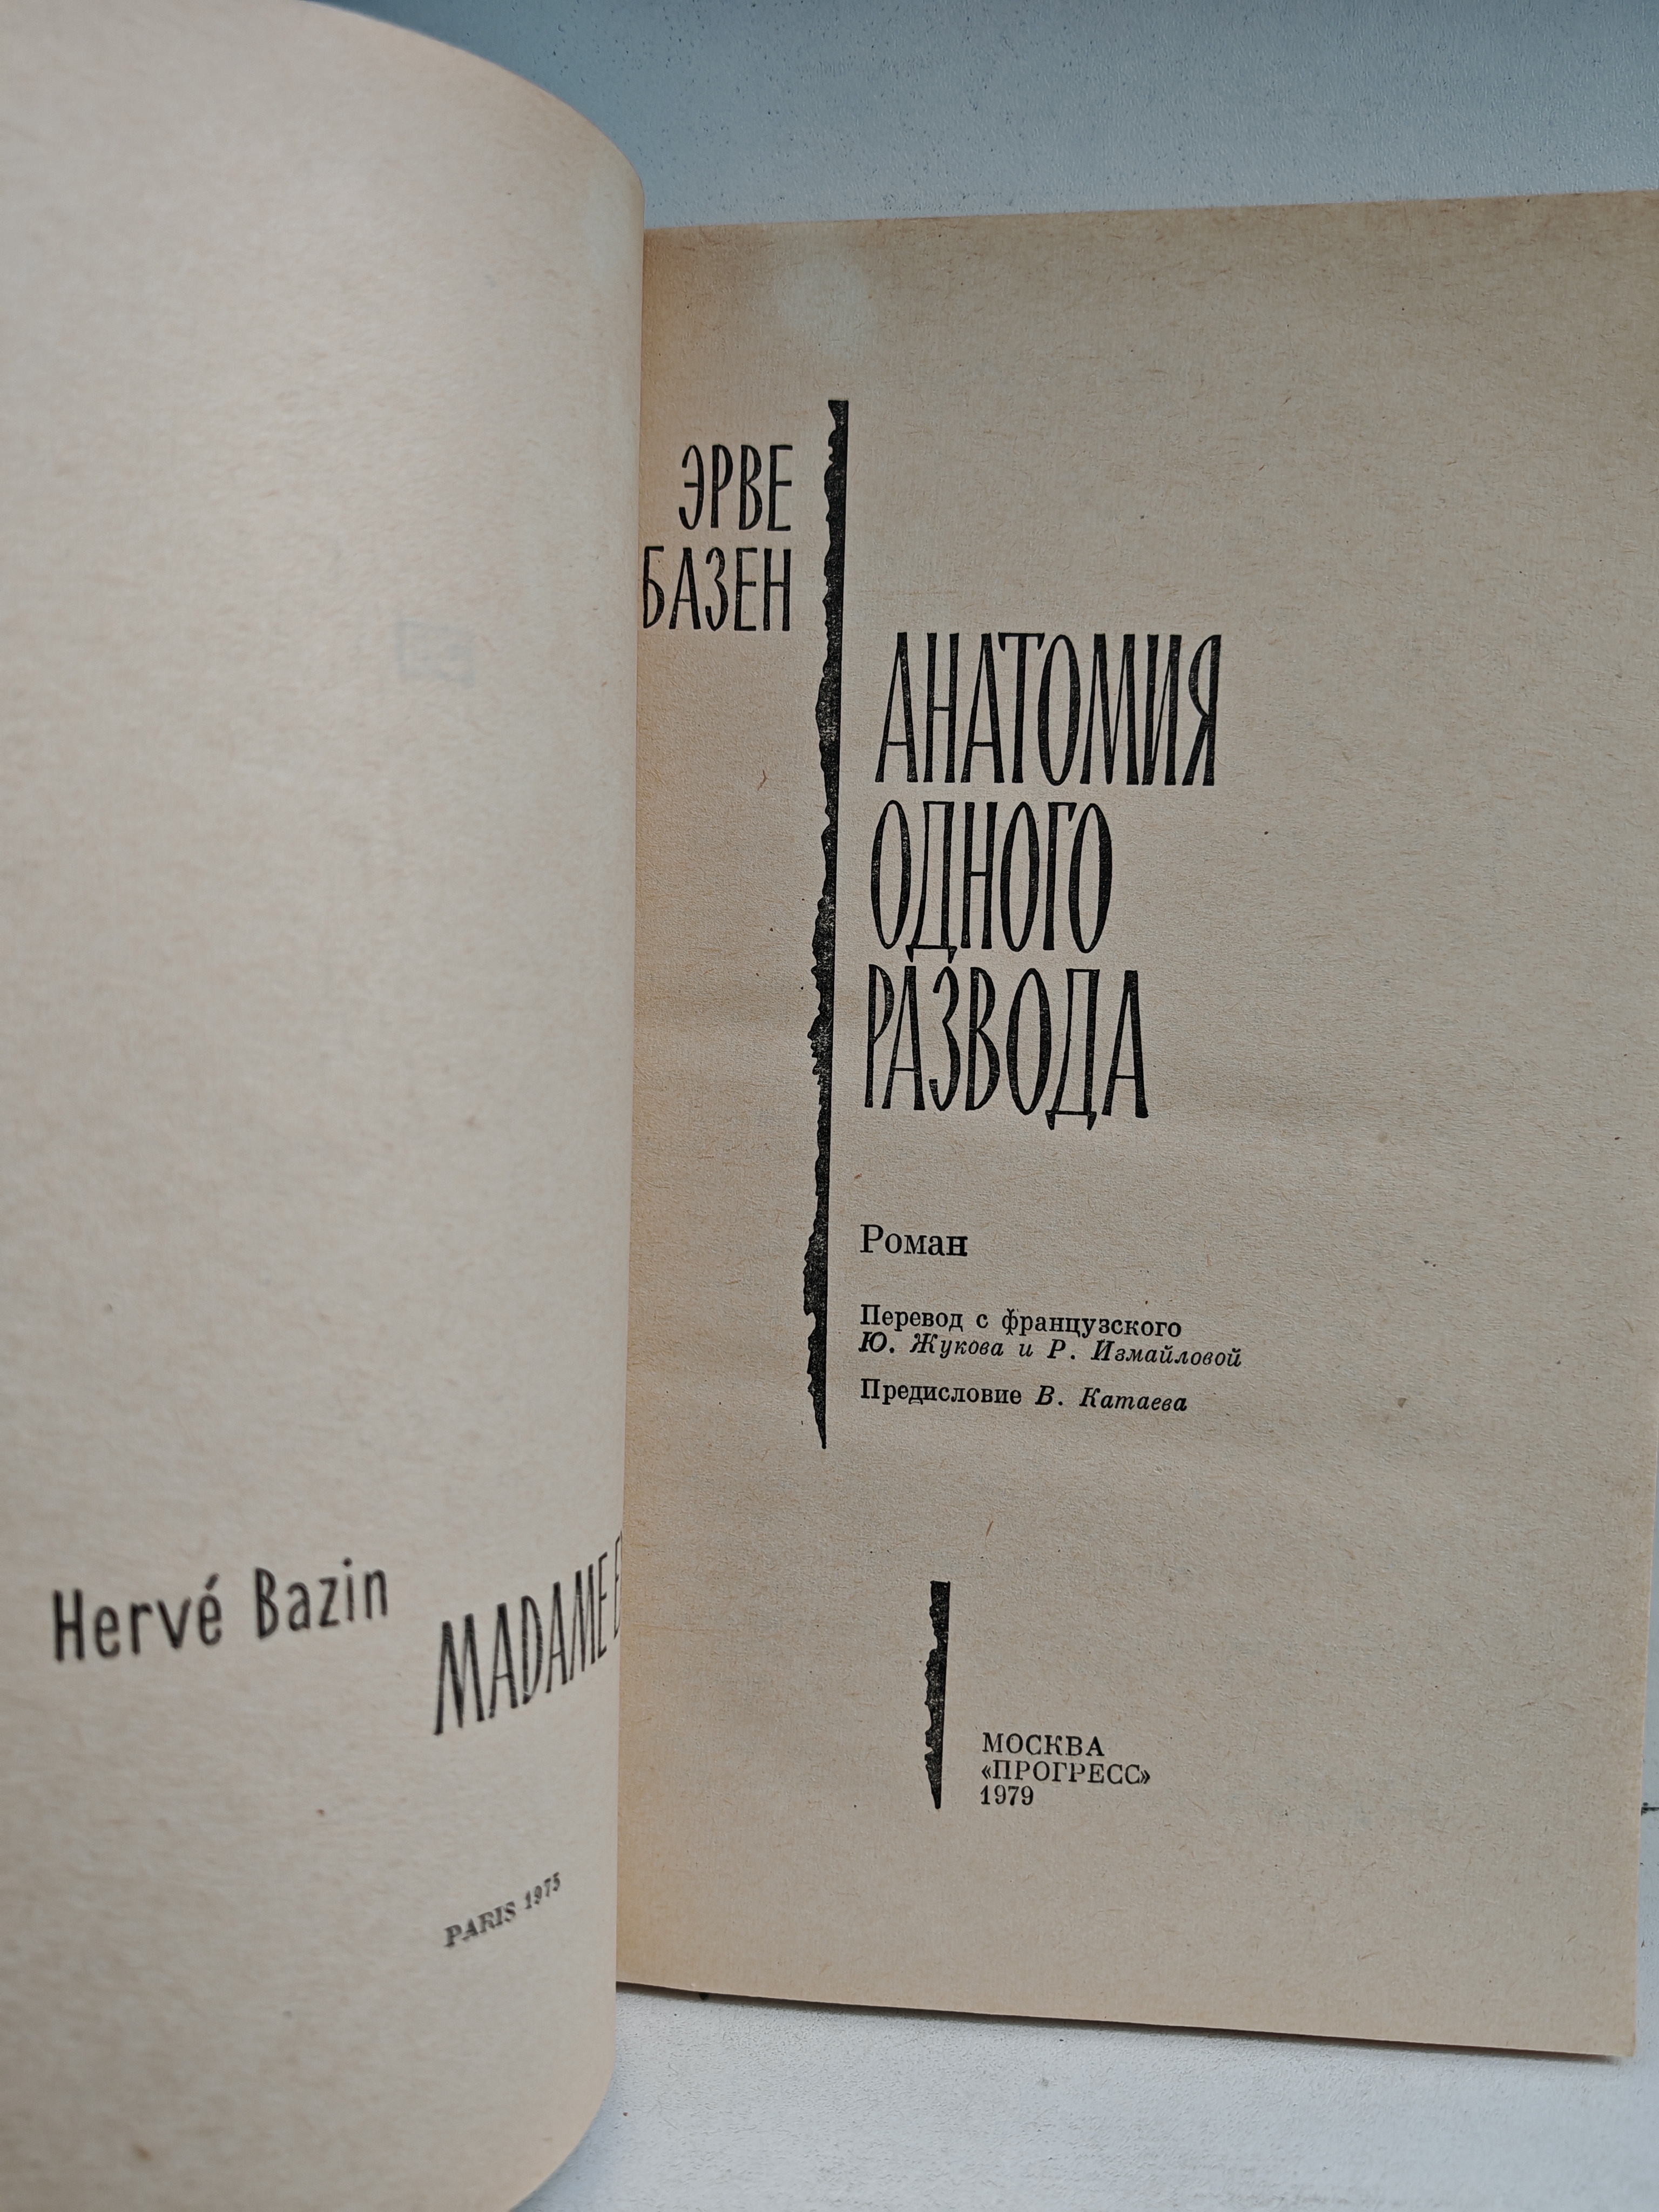 Hervé Bazin
MADAME
PARIS 1975
ЭРВЕ
БАЗЕН
АНАТОМИЯ
ОДНОГО
РАЗВОДА
Роман
Перевод с французского
Ю. Жукова и Р. Измайловой
Предисловие В. Катаева
МОСКВА
«ПРОГРЕСС»
1979